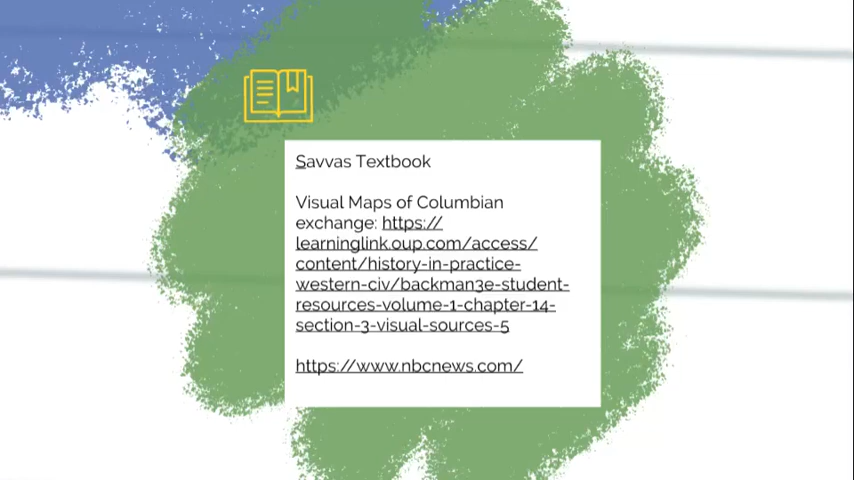 Savvas Textbook
Visual Maps of Columbian
exchange: https://
learninglink.oup.com/access/
content/history-in-practice-
western-civ/backman3e-student-
resources-volume-1-chapter-14-
section-3-visual-sources-5
https://www.nbcnews.com/